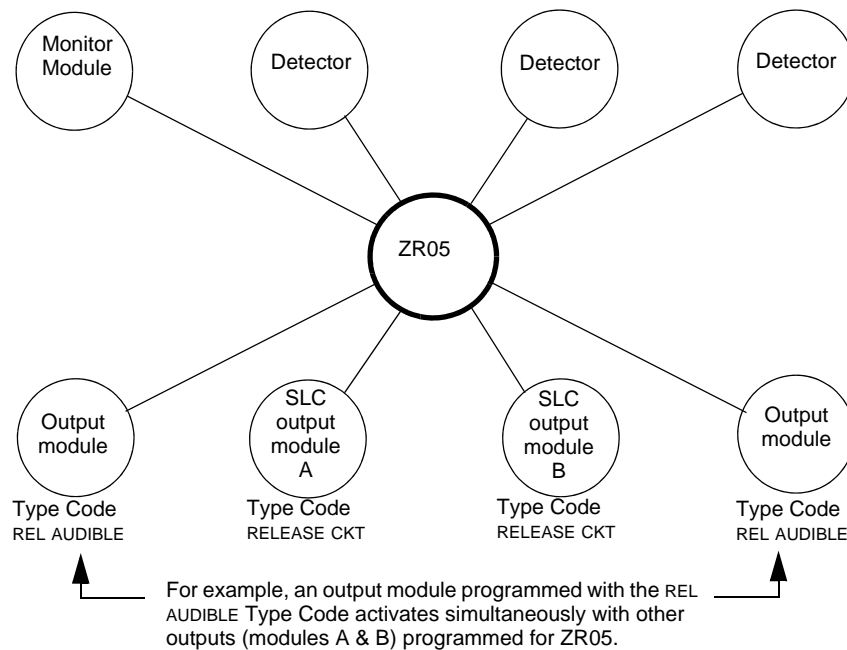 Monitor
Module
Detector
Detector
Detector
ZR05
Output
module
SLC
output
module
A
SLC
output
module
B
Output
module
Type Code
REL AUDIBLE
Type Code
RELEASE CKT
Type Code
RELEASE CKT
Type Code
REL AUDIBLE
For example, an output module programmed with the REL
AUDIBLE Type Code activates simultaneously with other
outputs (modules A & B) programmed for ZR05.